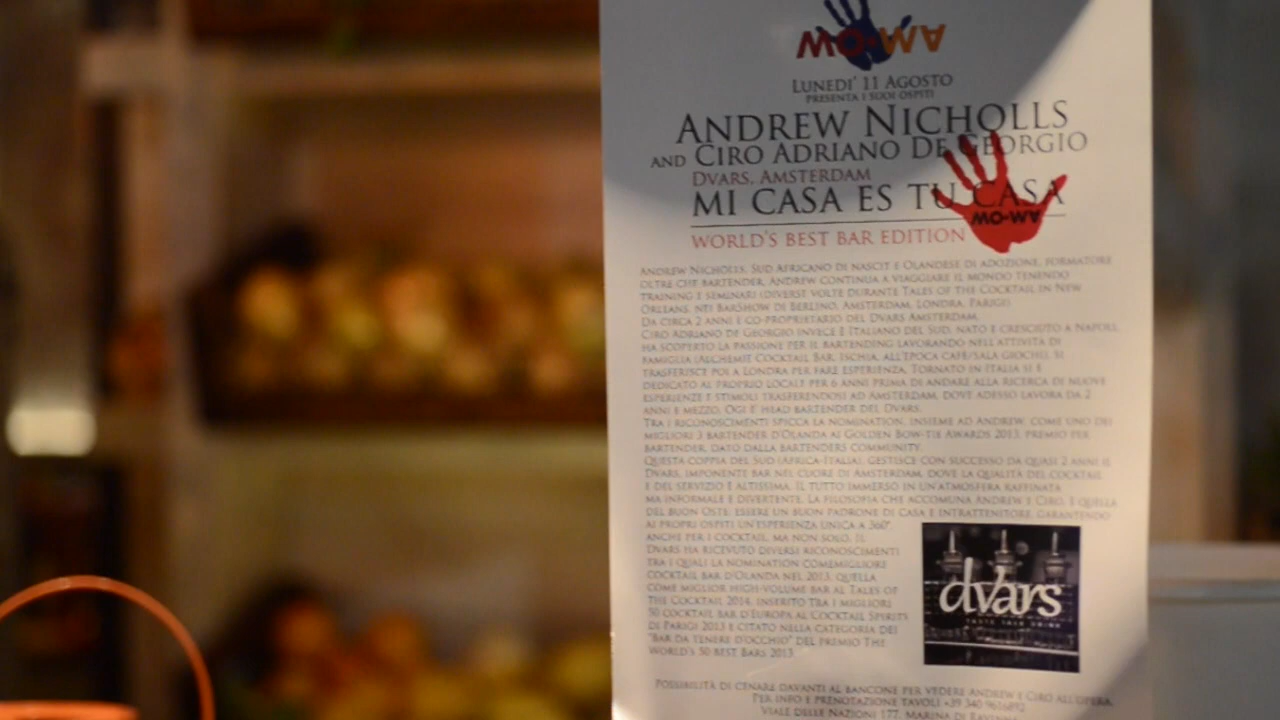 MO-WA
LUNEDI' 11 AGOSTO
PRESENTA I SUOI OSPITI
ANDREW NICHOLLS
AND CIRO ADRIANO DE GEORGIO
DVARS, AMSTERDAM
MI CASA ES TU CASA
MO-WA
WORLD'S BEST BAR EDITION
ANDREW NICHOLLS, SUD AFRICANO DI NASCIT E OLANDESE DI ADOZIONE, FORMATORE
OLTRE CHE BARTENDER, ANDREW CONTINUA A VIAGGIARE IL MONDO TENENDO
TRAINING E SEMINARI (DIVERSE VOLTE DURANTE TALES OF THE COCKTAIL IN NEW
ORLEANS, NEI BARSHOW DI BERLINO, AMSTERDAM, LONDRA, PARIGI).
DA CIRCA 2 ANNI E CO-PROPRIETARIO DEL DVARS AMSTERDAM.
CIRO ADRIANO DE GEORGIO INVECE È ITALIANO DEL SUD, NATO E CRESCIUTO A NAPOLI,
HA SCOPERTO LA PASSIONE PER IL BARTENDING LAVORANDO NELL'ATTIVITÀ DI
FAMIGLIA (ALCHEMIE COCKTAIL BAR, ISCHIA, ALL'EPOCA CAFE/SALA GIOCHI). SI
TRASFERISCE POI A LONDRA PER FARE ESPERIENZA. TORNATO IN ITALIA SI È
DEDICATO AL PROPRIO LOCALE PER 6 ANNI PRIMA DI ANDARE ALLA RICERCA DI NUOVE
ESPERIENZE E STIMOLI TRASFERENDOSI AD AMSTERDAM, DOVE ADESSO LAVORA DA 2
ANNI E MEZZO. OGI E' HEAD BARTENDER DEL DVARS.
TRA I RICONOSCIMENTI SPICCA LA NOMINATION, INSIEME AD ANDREW, COME UNO DEI
MIGLIORI 3 BARTENDER D'OLANDA AI GOLDEN BOW-TIE AWARDS 2013, PREMIO PER
BARTENDER, DATO DALLA BARTENDERS COMMUNITY.
QUESTA COPPIA DEL SUD (AFRICA-ITALIA), GESTISCE CON SUCCESSO DA QUASI 2 ANNI IL
DVARS, IMPONENTE BAR NEL CUORE DI AMSTERDAM, DOVE LA QUALITÀ DEL COCKTAIL
E DEL SERVIZIO È ALTISSIMA, IL TUTTO IMMERSO IN UN'ATMOSFERA RAFFINATA
MA INFORMALE E DIVERTENTE. LA FILOSOFIA CHE ACCOMUNA ANDREW E CIRO, È QUELLA
DEL BUON OSTE: ESSERE UN BUON PADRONE DI CASA E INTRATTENITORE, GARANTENDO
AI PROPRI OSPITI UN'ESPERIENZA UNICA A 360°
ANCHE PER I COCKTAIL, MA NON SOLO. IL
DVARS HA RICEVUTO DIVERSI RICONOSCIMENTI
TRA I QUALI LA NOMINATION COMEMIGLIORE
COCKTAIL BAR D'OLANDA NEL 2013, QUELLA
COME MIGLIOR HIGH-VOLUME BAR AL TALES OF
THE COCKTAIL 2014, INSERITO TRA I MIGLIORI
50 COCKTAIL BAR D'EUROPA AL COCKTAIL SPIRITS
DI PARIGI 2013 E CITATO NELLA CATEGORIA DEI
"BAR DA TENERE D'OCCHIO" DEL PREMIO THE
WORLD'S 50 BEST BARS 2013.
dvars
TASTE TALK DRINK
POSSIBILITÀ DI CENARE DAVANTI AL BANCONE PER VEDERE ANDREW E CIRO ALL'OPERA.
PER INFO E PRENOTAZIONE TAVOLI +39 340 9616892
VIALE DELLE NAZIONI 177, MARINA DI RAVENNA